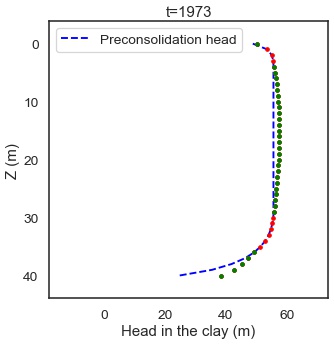 t=1973
Preconsolidation head
0
10
20
30
40
Z (m)
0 20 40 60
Head in the clay (m)